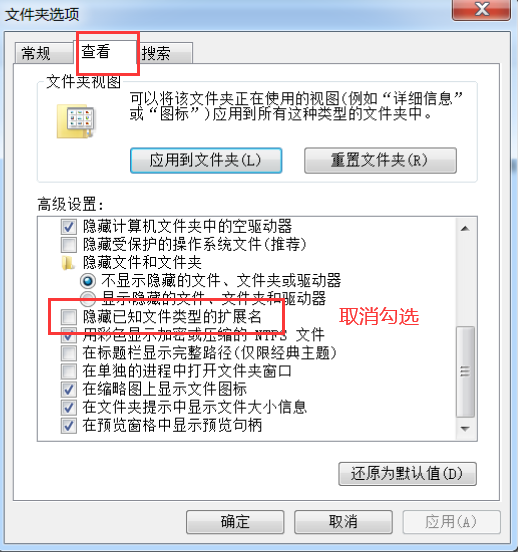 文件夹选项
常规
查看
搜索
文件夹视图
可以将该文件夹正在使用的视图(例如“详细信息”
或“图标”)应用到所有这种类型的文件夹中。
应用到文件夹(L)
重置文件夹(R)
高级设置:
隐藏计算机文件夹中的空驱动器
隐藏受保护的操作系统文件(推荐)
隐藏文件和文件夹
不显示隐藏的文件、文件夹或驱动器
显示隐藏的文件、文件夹和驱动器
隐藏已知文件类型的扩展名
取消勾选
用彩色显示加密或压缩的 NTFS 文件
在标题栏显示完整路径(仅限经典主题)
在单独的进程中打开文件夹窗口
在缩略图上显示文件图标
在文件夹提示中显示文件大小信息
在预览窗格中显示预览句柄
还原为默认值(D)
确定
取消
应用(A)